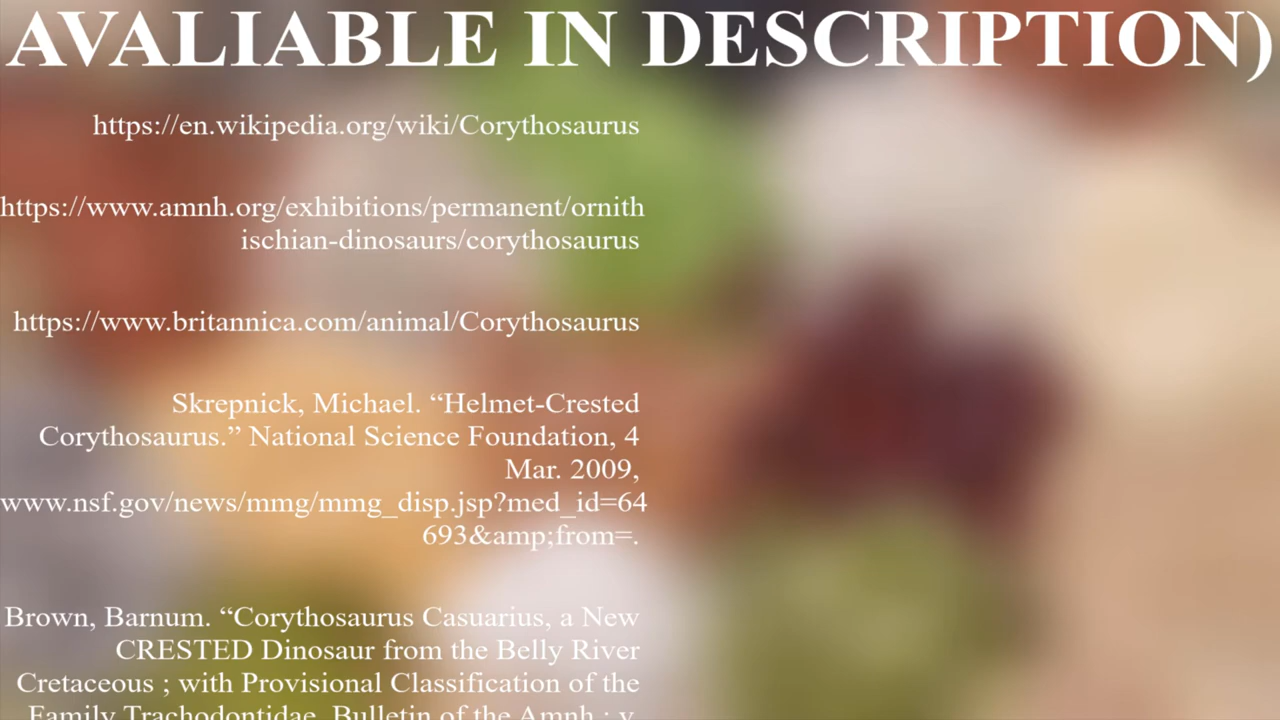 AVALIABLE IN DESCRIPTION)
https://en.wikipedia.org/wiki/Corythosaurus
https://www.amnh.org/exhibitions/permanent/ornith
ischian-dinosaurs/corythosaurus
https://www.britannica.com/animal/Corythosaurus
Skrepnick, Michael. “Helmet-Crested
Corythosaurus.” National Science Foundation, 4
Mar. 2009,
www.nsf.gov/news/mmg/mmg_disp.jsp?med_id=64
693&amp;from=.
Brown, Barnum. “Corythosaurus Casuarius, a New
CRESTED Dinosaur from the Belly River
Cretaceous ; with Provisional Classification of the
Family Trachodontidae. Bulletin of the Amnh ; v.